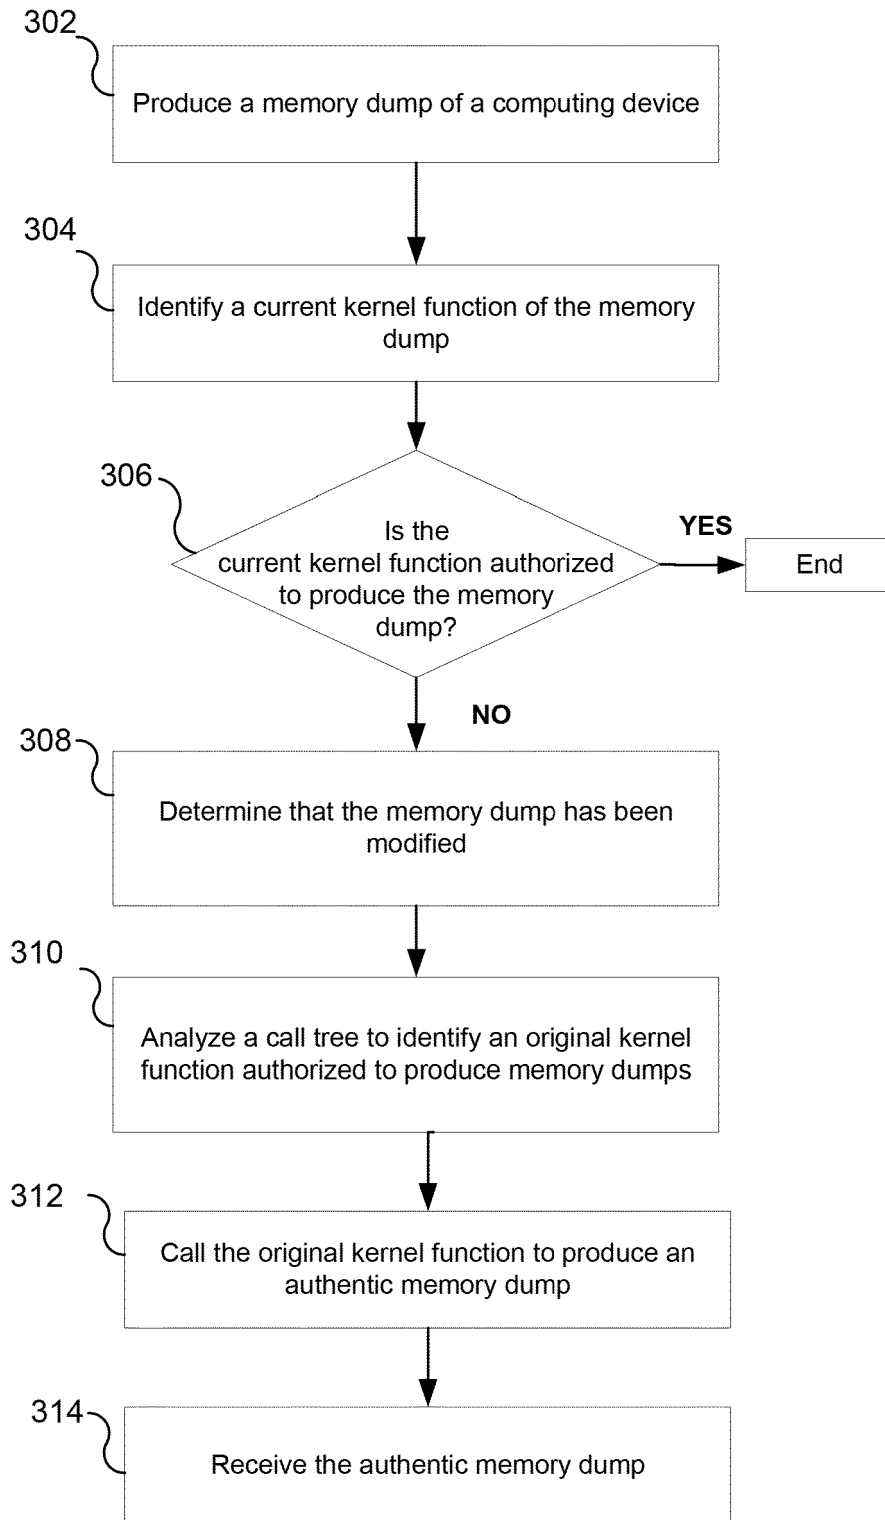 302
Produce a memory dump of a computing device
304
Identify a current kernel function of the memory
dump
306
Is the
current kernel function authorized
to produce the memory
dump?
YES
End
NO
308
Determine that the memory dump has been
modified
310
Analyze a call tree to identify an original kernel
function authorized to produce memory dumps
312
Call the original kernel function to produce an
authentic memory dump
314
Receive the authentic memory dump